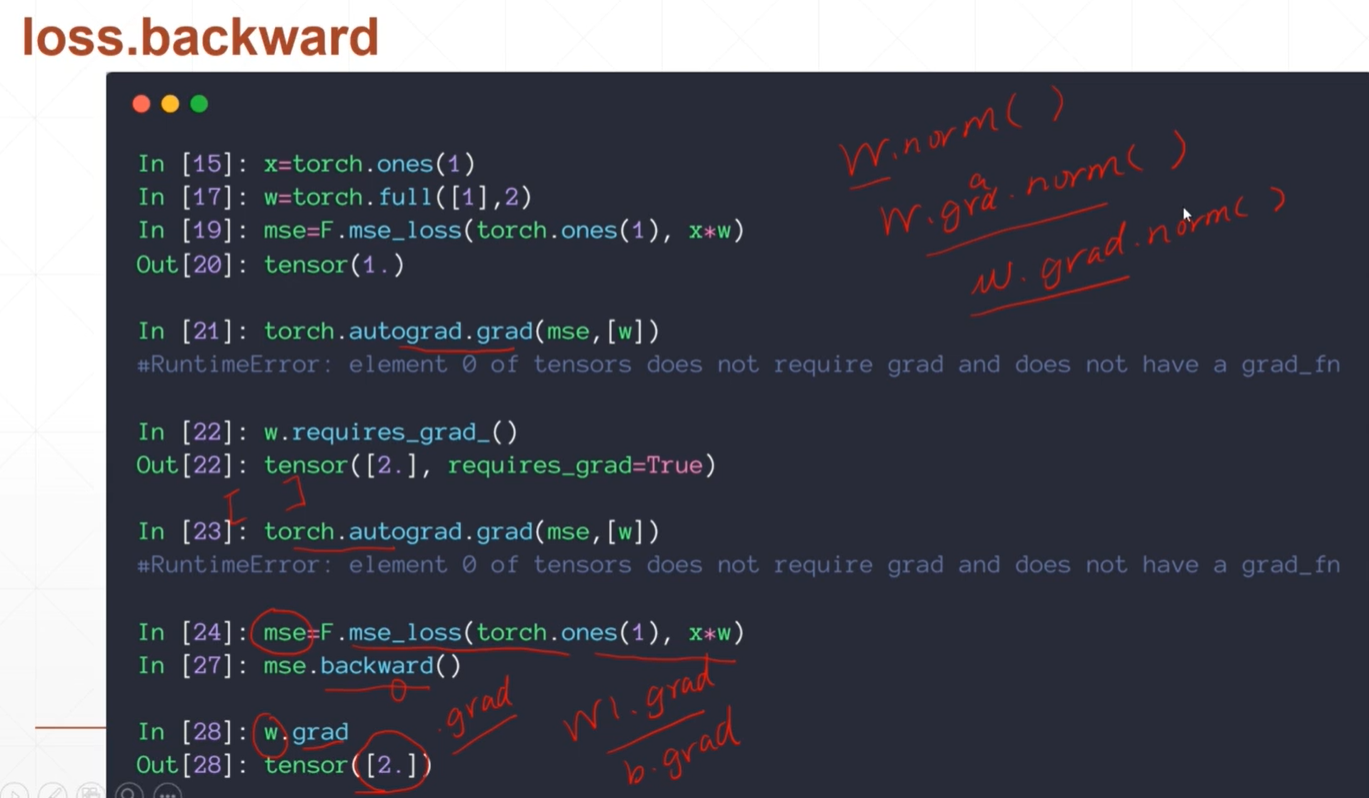 loss.backward
In [15]: x=torch.ones(1)
In [17]: w=torch.full([1],2)
In [19]: mse=F.mse_loss(torch.ones(1), x*w)
Out[20]: tensor(1.)
W.norm( )
W.gra.norm( )
a
w.grad.norm( )
In [21]: torch.autograd.grad(mse,[w])
#RuntimeError: element 0 of tensors does not require grad and does not have a grad_fn
In [22]: w.requires_grad_()
Out[22]: tensor([2.], requires_grad=True)
[ ]
In [23]: torch.autograd.grad(mse,[w])
#RuntimeError: element 0 of tensors does not require grad and does not have a grad_fn
In [24]: mse=F.mse_loss(torch.ones(1), x*w)
In [27]: mse.backward()
In [28]: w.grad
Out[28]: tensor([2.])
.grad
W1.grad
b.grad